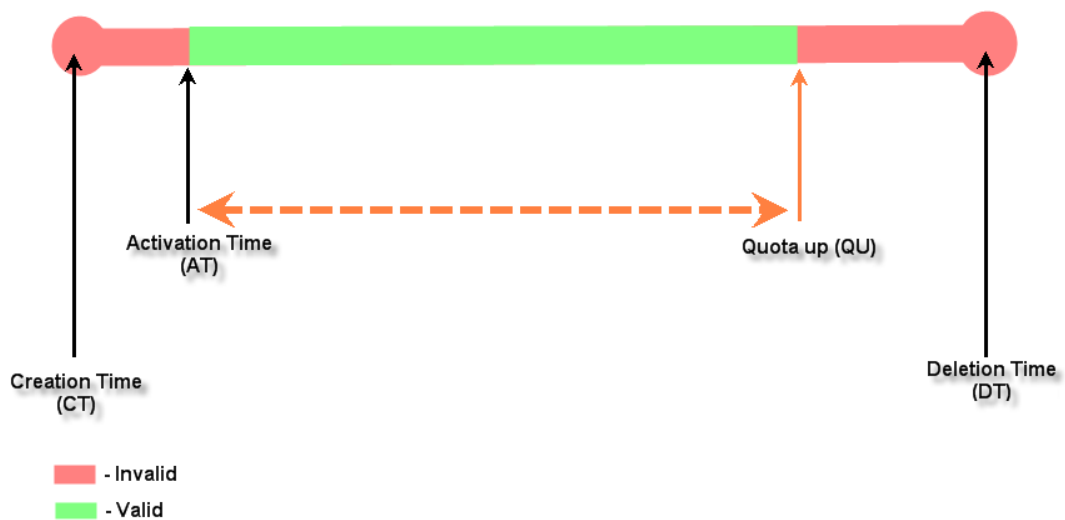 Activation Time
(AT)
Quota up (QU)
Creation Time
(CT)
Deletion Time
(DT)
- Invalid
- Valid